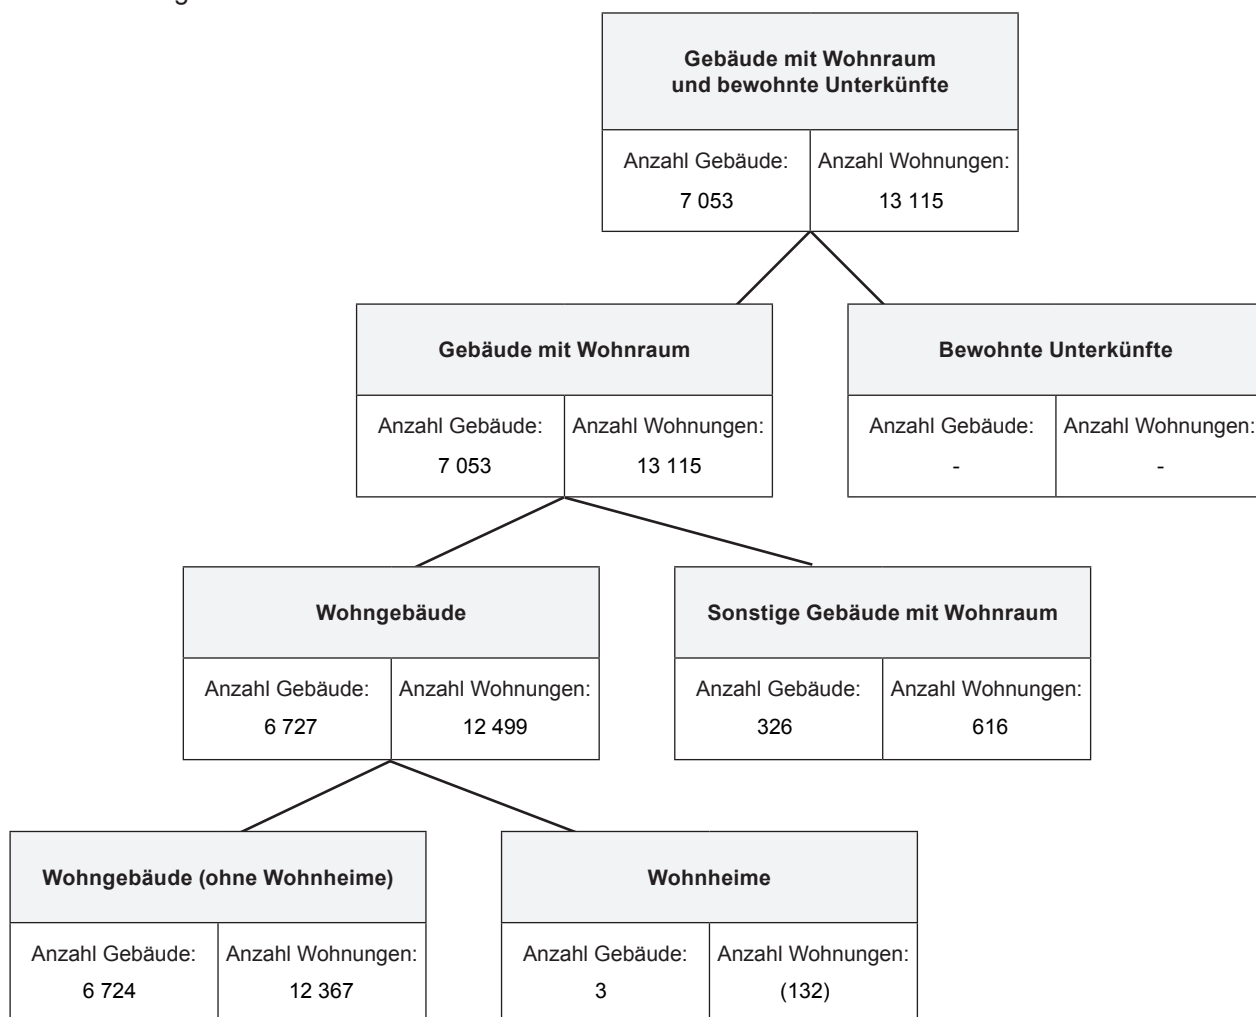 Gebäude mit Wohnraum
und bewohnte Unterkünfte
Anzahl Gebäude: Anzahl Wohnungen:
7 053 13 115
Gebäude mit Wohnraum
Anzahl Gebäude: Anzahl Wohnungen:
7 053 13 115
Bewohnte Unterkünfte
Anzahl Gebäude: Anzahl Wohnungen:
- -
Wohngebäude
Anzahl Gebäude: Anzahl Wohnungen:
6 727 12 499
Sonstige Gebäude mit Wohnraum
Anzahl Gebäude: Anzahl Wohnungen:
326 616
Wohngebäude (ohne Wohnheime)
Anzahl Gebäude: Anzahl Wohnungen:
6 724 12 367
Wohnheime
Anzahl Gebäude: Anzahl Wohnungen:
3 (132)